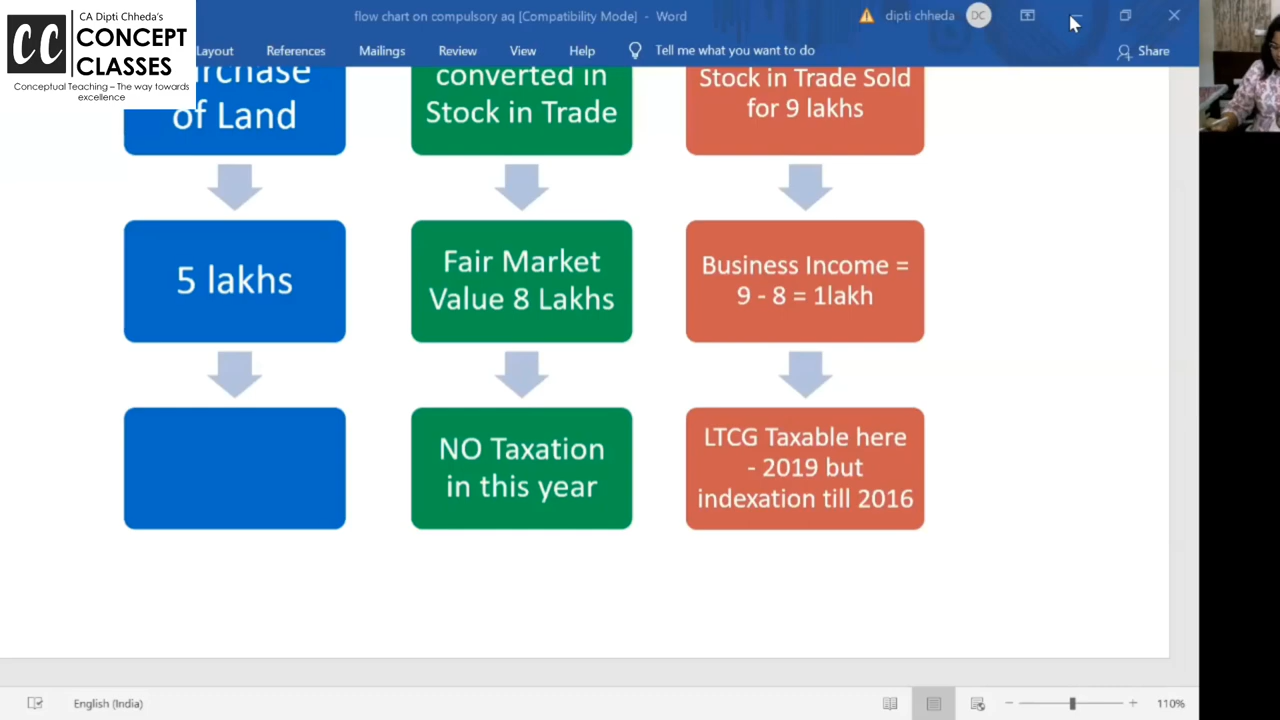 CA Dipti Chheda's
CC CONCEPT
CLASSES
Conceptual Teaching – The way towards
excellence
flow chart on compulsory aq [Compatibility Mode] - Word
dipti chheda
DC
Layout
References
Mailings
Review
View
Help
Tell me what you want to do
Share
of Land
5 lakhs
converted in
Stock in Trade
Fair Market
Value 8 Lakhs
NO Taxation
in this year
Stock in Trade Sold
for 9 lakhs
Business Income =
9 - 8 = 1lakh
LTCG Taxable here
- 2019 but
indexation till 2016
English (India)
110%